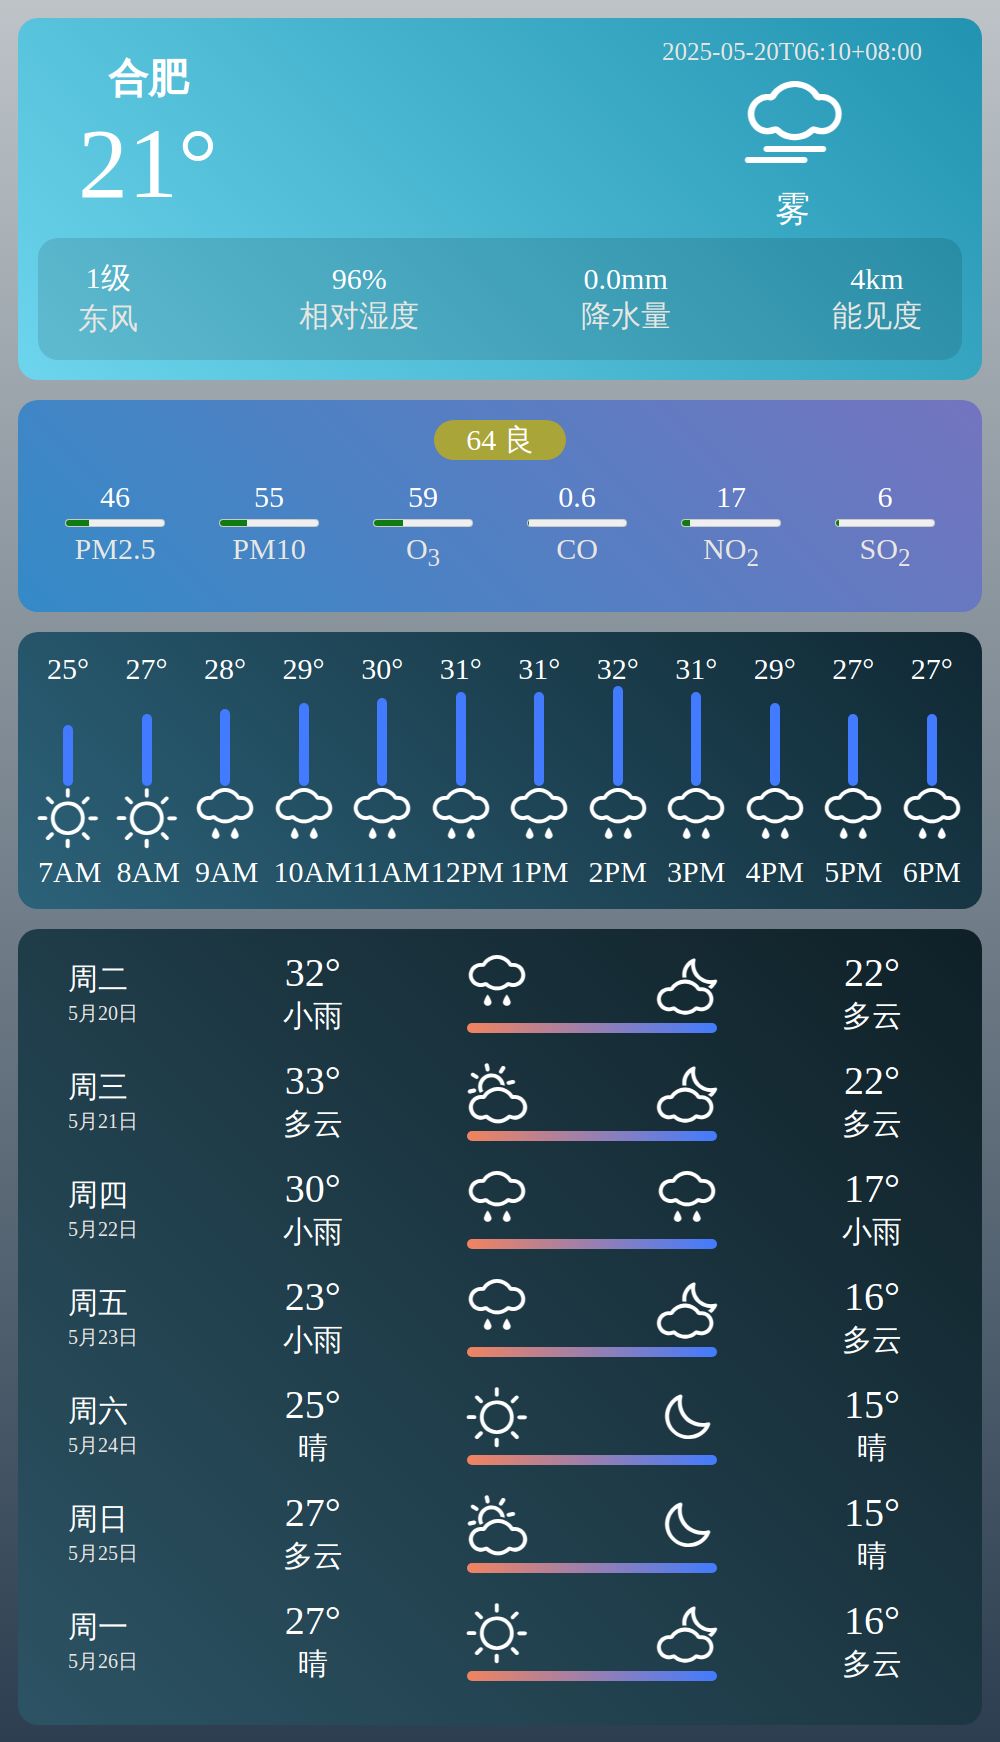 合肥
21°
2025-05-20T06:10+08:00
雾
1级 96% 0.0mm 4km
东风 相对湿度 降水量 能见度
64 良
46 55 59 0.6 17 6
PM2.5 PM10 O3 CO NO2 SO2
25° 27° 28° 29° 30° 31° 31° 32° 31° 29° 27° 27°
7AM 8AM 9AM 10AM 11AM 12PM 1PM 2PM 3PM 4PM 5PM 6PM
周二 32° 22°
5月20日 小雨 多云
周三 33° 22°
5月21日 多云 多云
周四 30° 17°
5月22日 小雨 小雨
周五 23° 16°
5月23日 小雨 多云
周六 25° 15°
5月24日 晴 晴
周日 27° 15°
5月25日 多云 晴
周一 27° 16°
5月26日 晴 多云